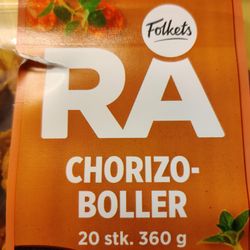 Folkets
RÅ
CHORIZO-
BOLLER
20 stk. 360 g